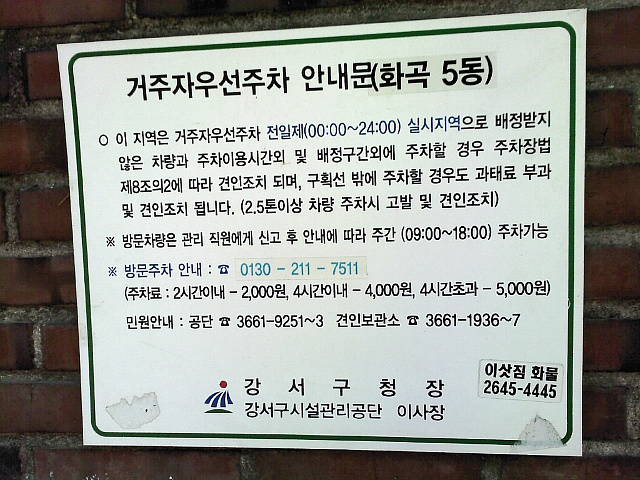 거주자우선주차 안내문(화곡 5동)
○ 이 지역은 거주자우선주차 전일제(00:00~24:00) 실시지역으로 배정받지
않은 차량과 주차이용시간외 및 배정구간외에 주차할 경우 주차장법
제8조의2에 따라 견인조치 되며, 구획선 밖에 주차할 경우도 과태료 부과
및 견인조치 됩니다. (2.5톤이상 차량 주차시 고발 및 견인조치)
※ 방문차량은 관리 직원에게 신고 후 안내에 따라 주간 (09:00~18:00) 주차가능
※ 방문주차 안내 : ☎ 0130 - 211 - 7511
(주차료 : 2시간이내 - 2,000원, 4시간이내 - 4,000원, 4시간초과 - 5,000원)
민원안내 : 공단 ☎ 3661-9251~3 견인보관소 ☎ 3661-1936~7
이삿짐 화물
2645-4445
강 서 구 청 장
강서구시설관리공단 이사장